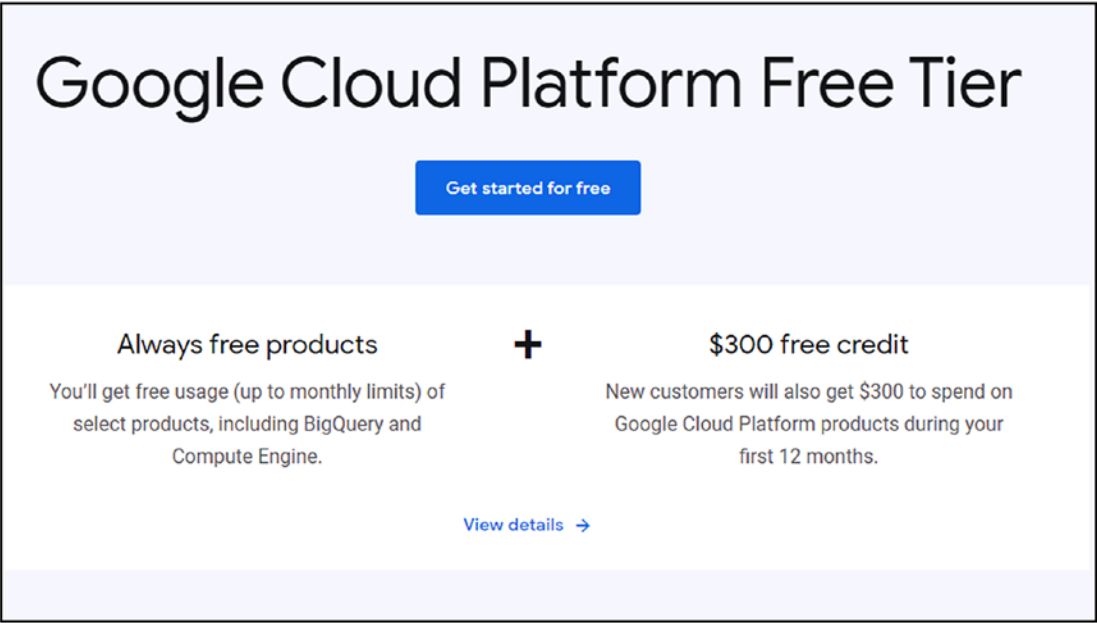 Google Cloud Platform Free Tier
Get started for free
Always free products
You'll get free usage (up to monthly limits) of
select products, including BigQuery and
Compute Engine.
+
$300 free credit
New customers will also get $300 to spend on
Google Cloud Platform products during your
first 12 months.
View details →